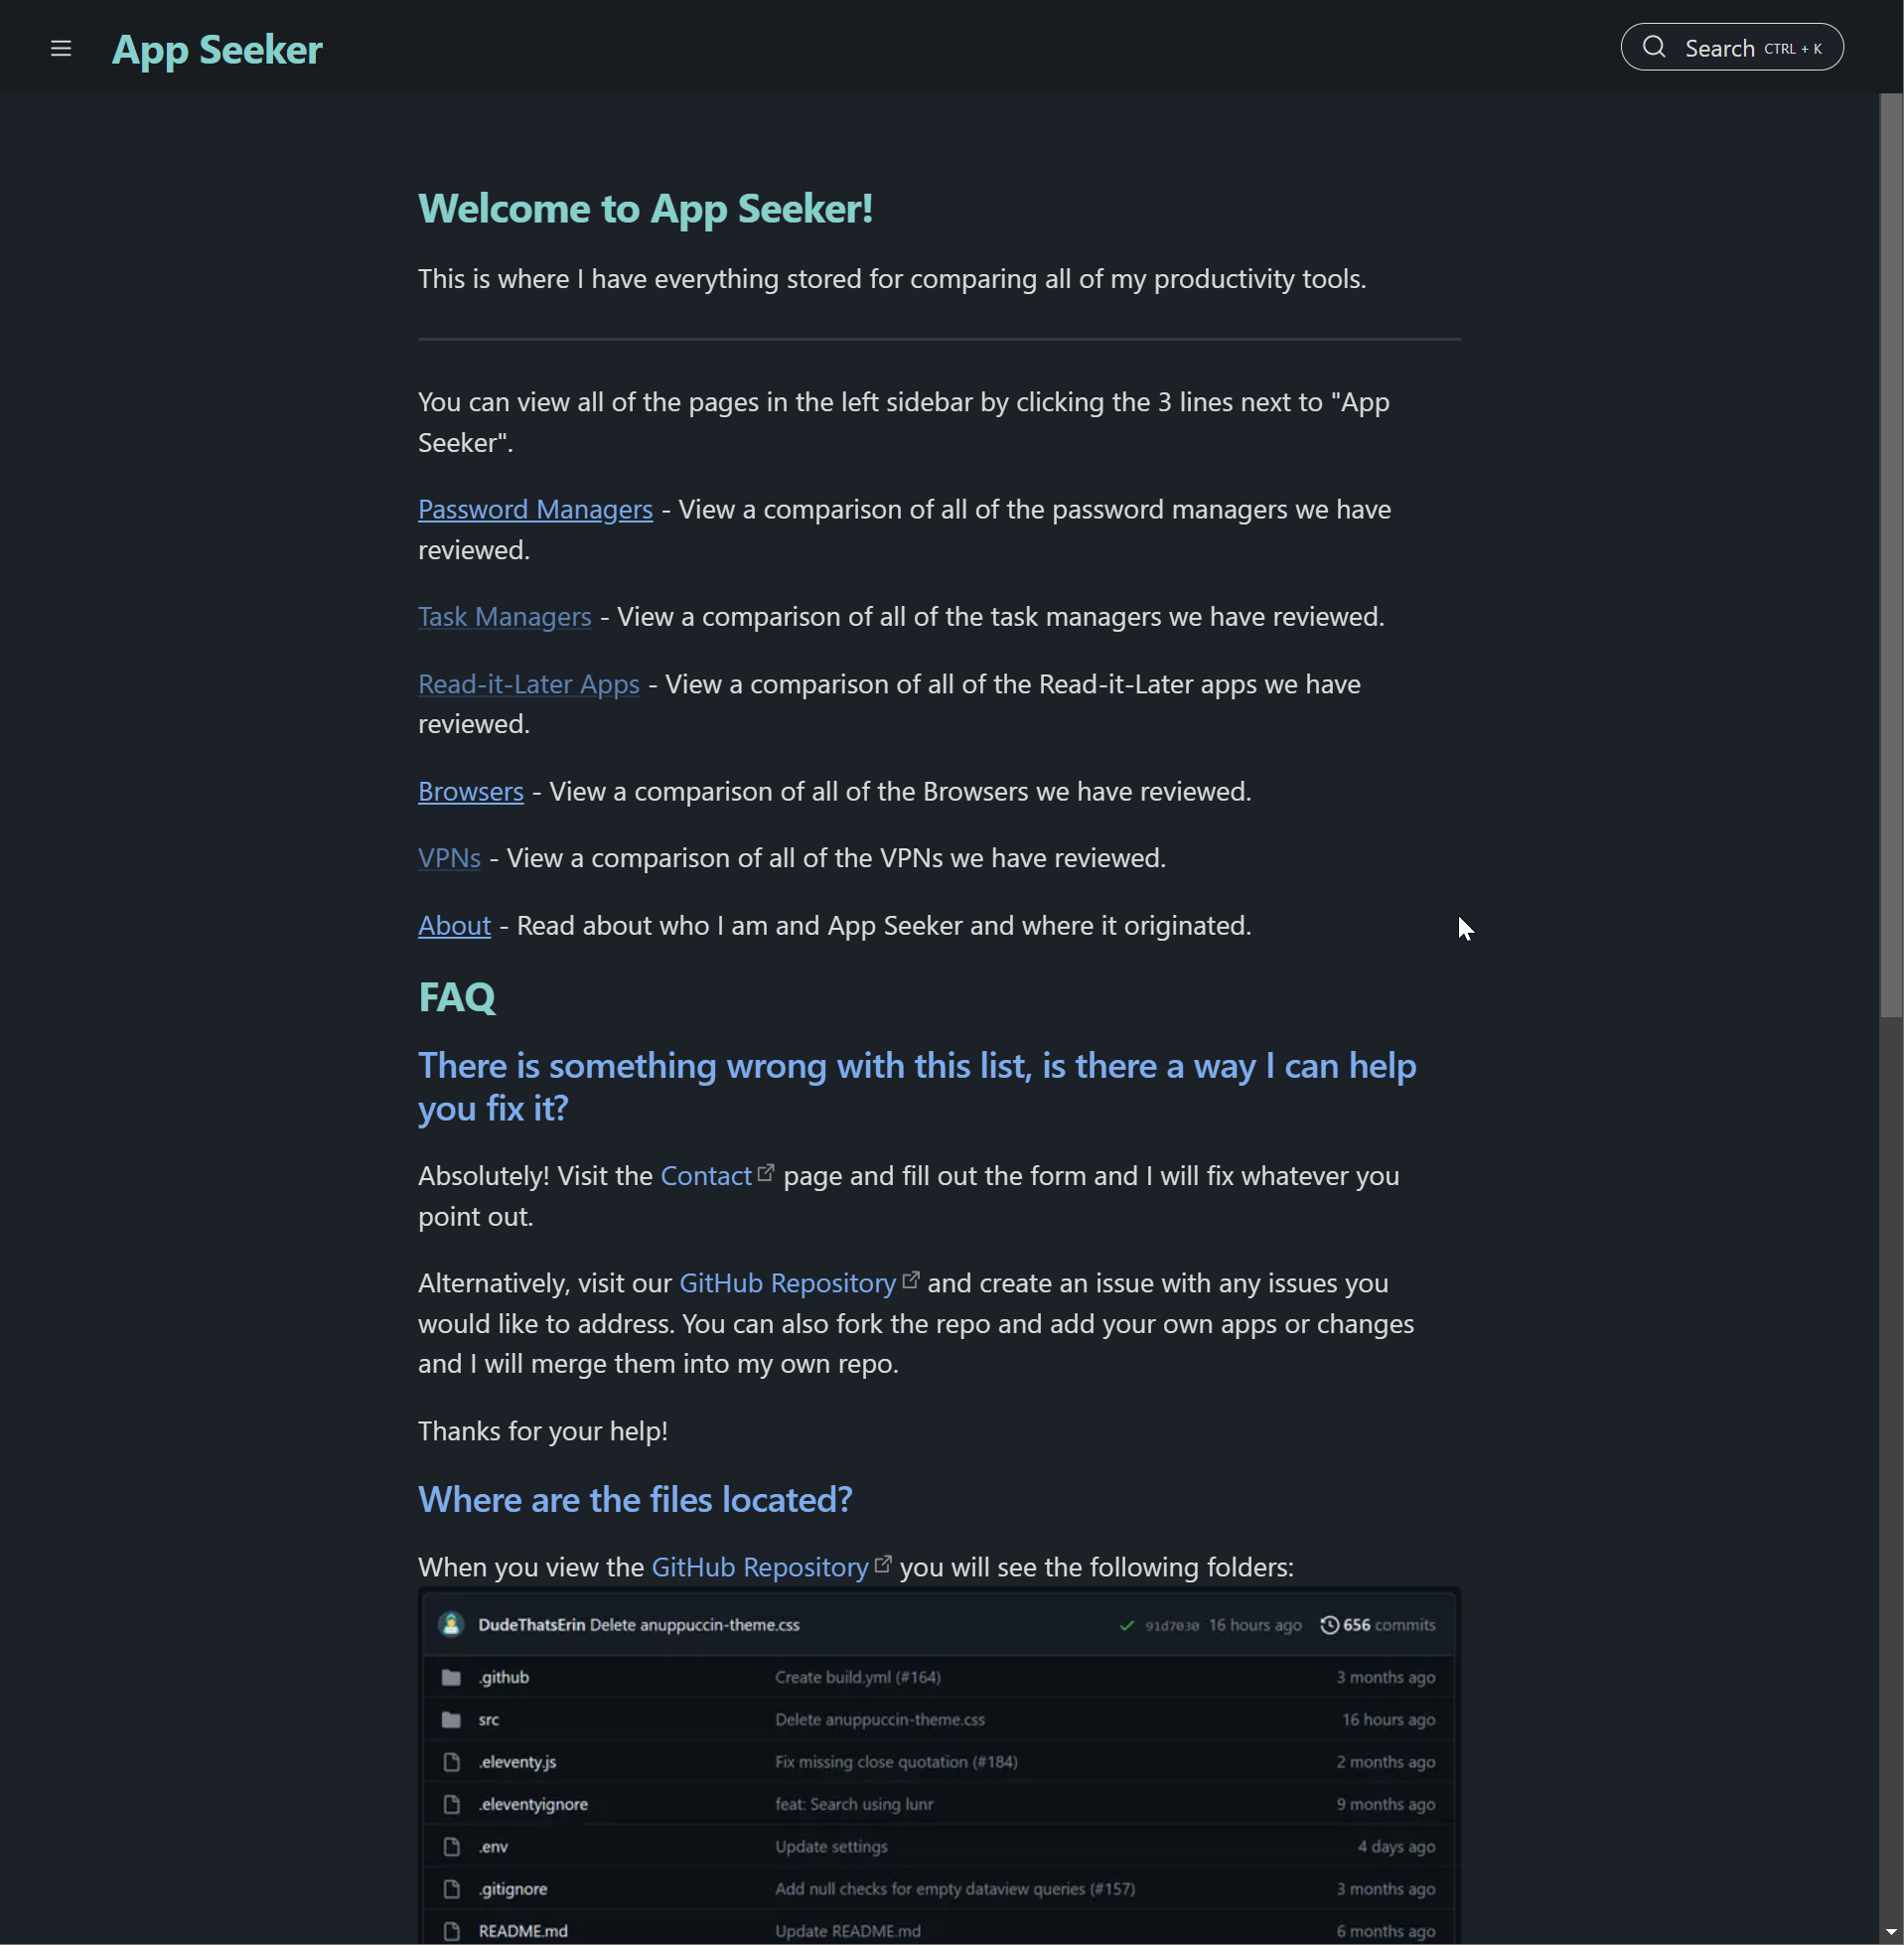 App Seeker
Search CTRL + K
Welcome to App Seeker!
This is where I have everything stored for comparing all of my productivity tools.
You can view all of the pages in the left sidebar by clicking the 3 lines next to "App
Seeker".
Password Managers - View a comparison of all of the password managers we have
reviewed.
Task Managers - View a comparison of all of the task managers we have reviewed.
Read-it-Later Apps - View a comparison of all of the Read-it-Later apps we have
reviewed.
Browsers - View a comparison of all of the Browsers we have reviewed.
VPNs - View a comparison of all of the VPNs we have reviewed.
About - Read about who I am and App Seeker and where it originated.
FAQ
There is something wrong with this list, is there a way I can help
you fix it?
Absolutely! Visit the Contact page and fill out the form and I will fix whatever you
point out.
Alternatively, visit our GitHub Repository and create an issue with any issues you
would like to address. You can also fork the repo and add your own apps or changes
and I will merge them into my own repo.
Thanks for your help!
Where are the files located?
When you view the GitHub Repository you will see the following folders:
DudeThatsErin Delete anuppuccin-theme.css 91d7030 16 hours ago 656 commits
.github Create build.yml (#164) 3 months ago
src Delete anuppuccin-theme.css 16 hours ago
.eleventy.js Fix missing close quotation (#184) 2 months ago
.eleventyignore feat: Search using lunr 9 months ago
.env Update settings 4 days ago
.gitignore Add null checks for empty dataview queries (#157) 3 months ago
README.md Update README.md 6 months ago